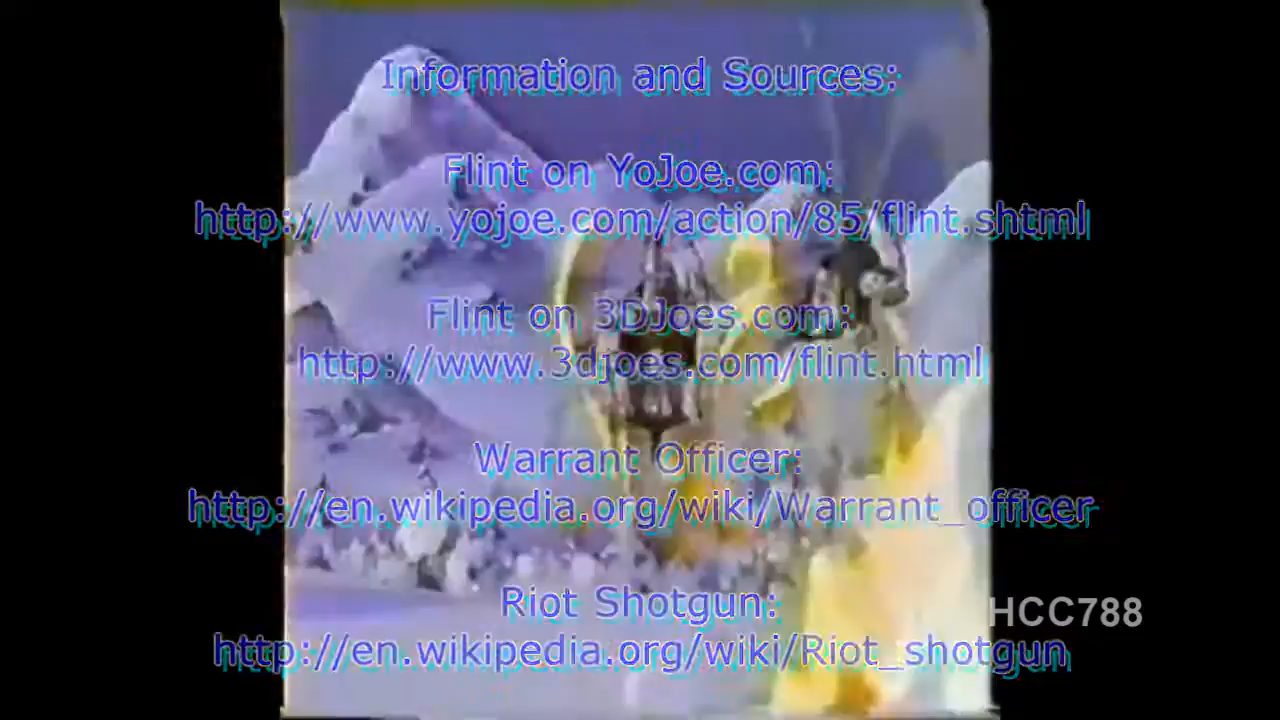 Information and Sources:
Flint on YoJoe.com:
http://www.yojoe.com/action/85/flint.shtml
Flint on 3DJoes.com:
http://www.3djoes.com/flint.html
Warrant Officer:
http://en.wikipedia.org/wiki/Warrant_officer
Riot Shotgun:
HCC788
http://en.wikipedia.org/wiki/Riot_shotgun